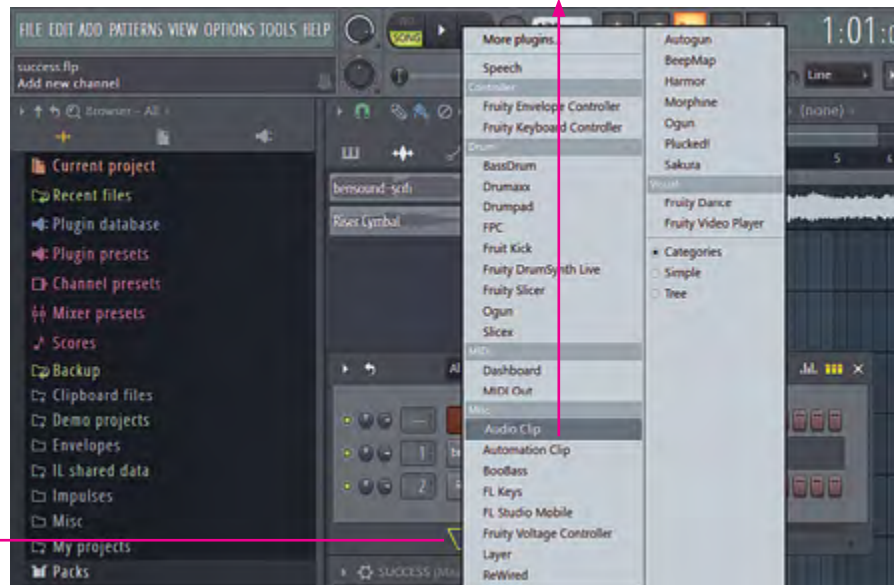 FILE EDIT ADD PATTERNS VIEW OPTIONS TOOLS HELP
SONG
1:01:
success.flp
Add new channel
Line
Browser - All
(none)
5
Current project
Recent files
Plugin database
Plugin presets
Channel presets
Mixer presets
Scores
Backup
Clipboard files
Demo projects
Envelopes
IL shared data
Impulses
Misc
My projects
Packs
bensound-scifi
Riser Cymbal
1
2
SUCCESS
More plugins...
Speech
Controller
Fruity Envelope Controller
Fruity Keyboard Controller
Drum
BassDrum
Drumaxx
Drumpad
FPC
Fruit Kick
Fruity DrumSynth Live
Fruity Slicer
Ogun
Slicex
MIDI
Dashboard
MIDI Out
Misc
Audio Clip
Automation Clip
BooBass
FL Keys
FL Studio Mobile
Fruity Voltage Controller
Layer
ReWired
Autogun
BeepMap
Harmor
Morphine
Ogun
Plucked!
Sakura
Visual
Fruity Dance
Fruity Video Player
Categories
Simple
Tree